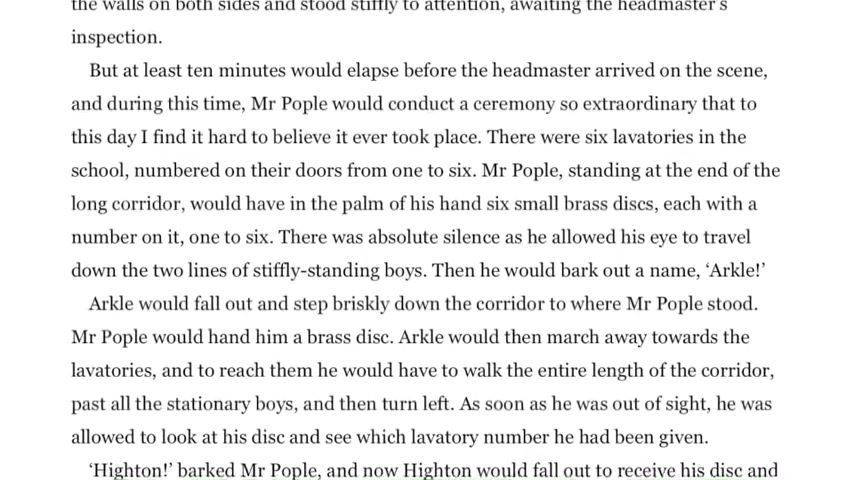 the walls on both sides and stood stiffly to attention, awaiting the headmaster's
inspection.
But at least ten minutes would elapse before the headmaster arrived on the scene,
and during this time, Mr Pople would conduct a ceremony so extraordinary that to
this day I find it hard to believe it ever took place. There were six lavatories in the
school, numbered on their doors from one to six. Mr Pople, standing at the end of the
long corridor, would have in the palm of his hand six small brass discs, each with a
number on it, one to six. There was absolute silence as he allowed his eye to travel
down the two lines of stiffly-standing boys. Then he would bark out a name, ‘Arkle!’
Arkle would fall out and step briskly down the corridor to where Mr Pople stood.
Mr Pople would hand him a brass disc. Arkle would then march away towards the
lavatories, and to reach them he would have to walk the entire length of the corridor,
past all the stationary boys, and then turn left. As soon as he was out of sight, he was
allowed to look at his disc and see which lavatory number he had been given.
‘Highton!’ barked Mr Pople, and now Highton would fall out to receive his disc and